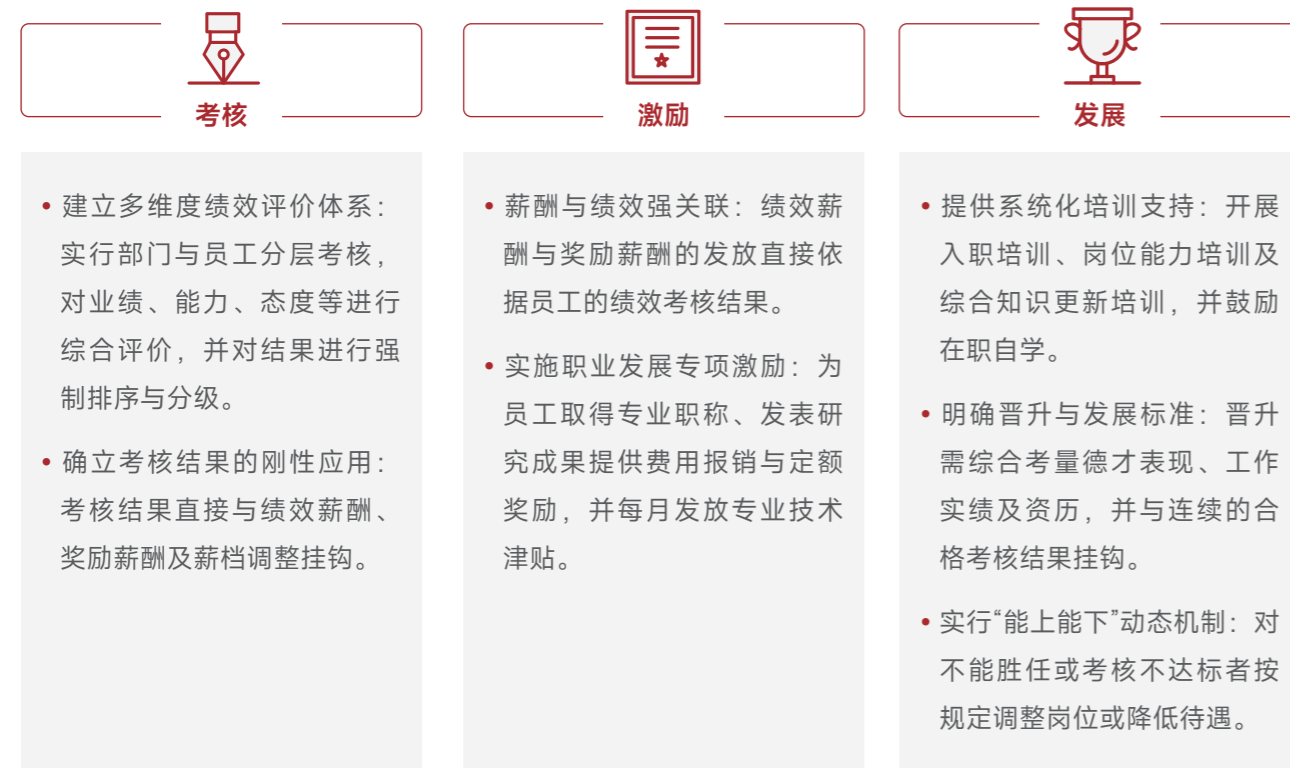 考核
• 建立多维度绩效评价体系：
实行部门与员工分层考核，
对业绩、能力、态度等进行
综合评价，并对结果进行强
制排序与分级。
• 确立考核结果的刚性应用：
考核结果直接与绩效薪酬、
奖励薪酬及薪档调整挂钩。
激励
• 薪酬与绩效强关联：绩效薪
酬与奖励薪酬的发放直接依
据员工的绩效考核结果。
• 实施职业发展专项激励：为
员工取得专业职称、发表研
究成果提供费用报销与定额
奖励，并每月发放专业技术
津贴。
发展
• 提供系统化培训支持：开展
入职培训、岗位能力培训及
综合知识更新培训，并鼓励
在职自学。
• 明确晋升与发展标准：晋升
需综合考量德才表现、工作
实绩及资历，并与连续的合
格考核结果挂钩。
• 实行“能上能下”动态机制：对
不能胜任或考核不达标者按
规定调整岗位或降低待遇。